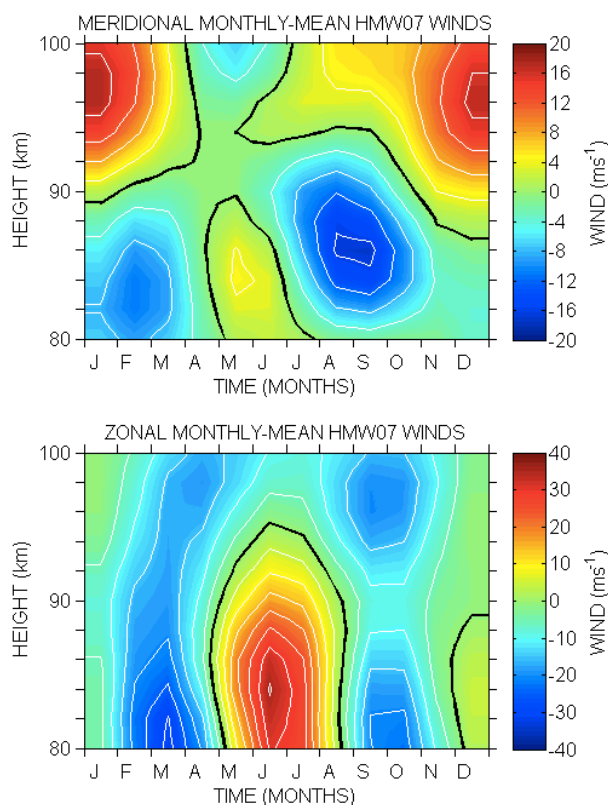 MERIDIONAL MONTHLY-MEAN HMW07 WINDS
100
90
80
HEIGHT (km)
J F M A M J J A S O N D
TIME (MONTHS)
20
16
12
8
4
0
-4
-8
-12
-16
-20
WIND (ms⁻¹)
ZONAL MONTHLY-MEAN HMW07 WINDS
100
90
80
HEIGHT (km)
J F M A M J J A S O N D
TIME (MONTHS)
40
30
20
10
0
-10
-20
-30
-40
WIND (ms⁻¹)